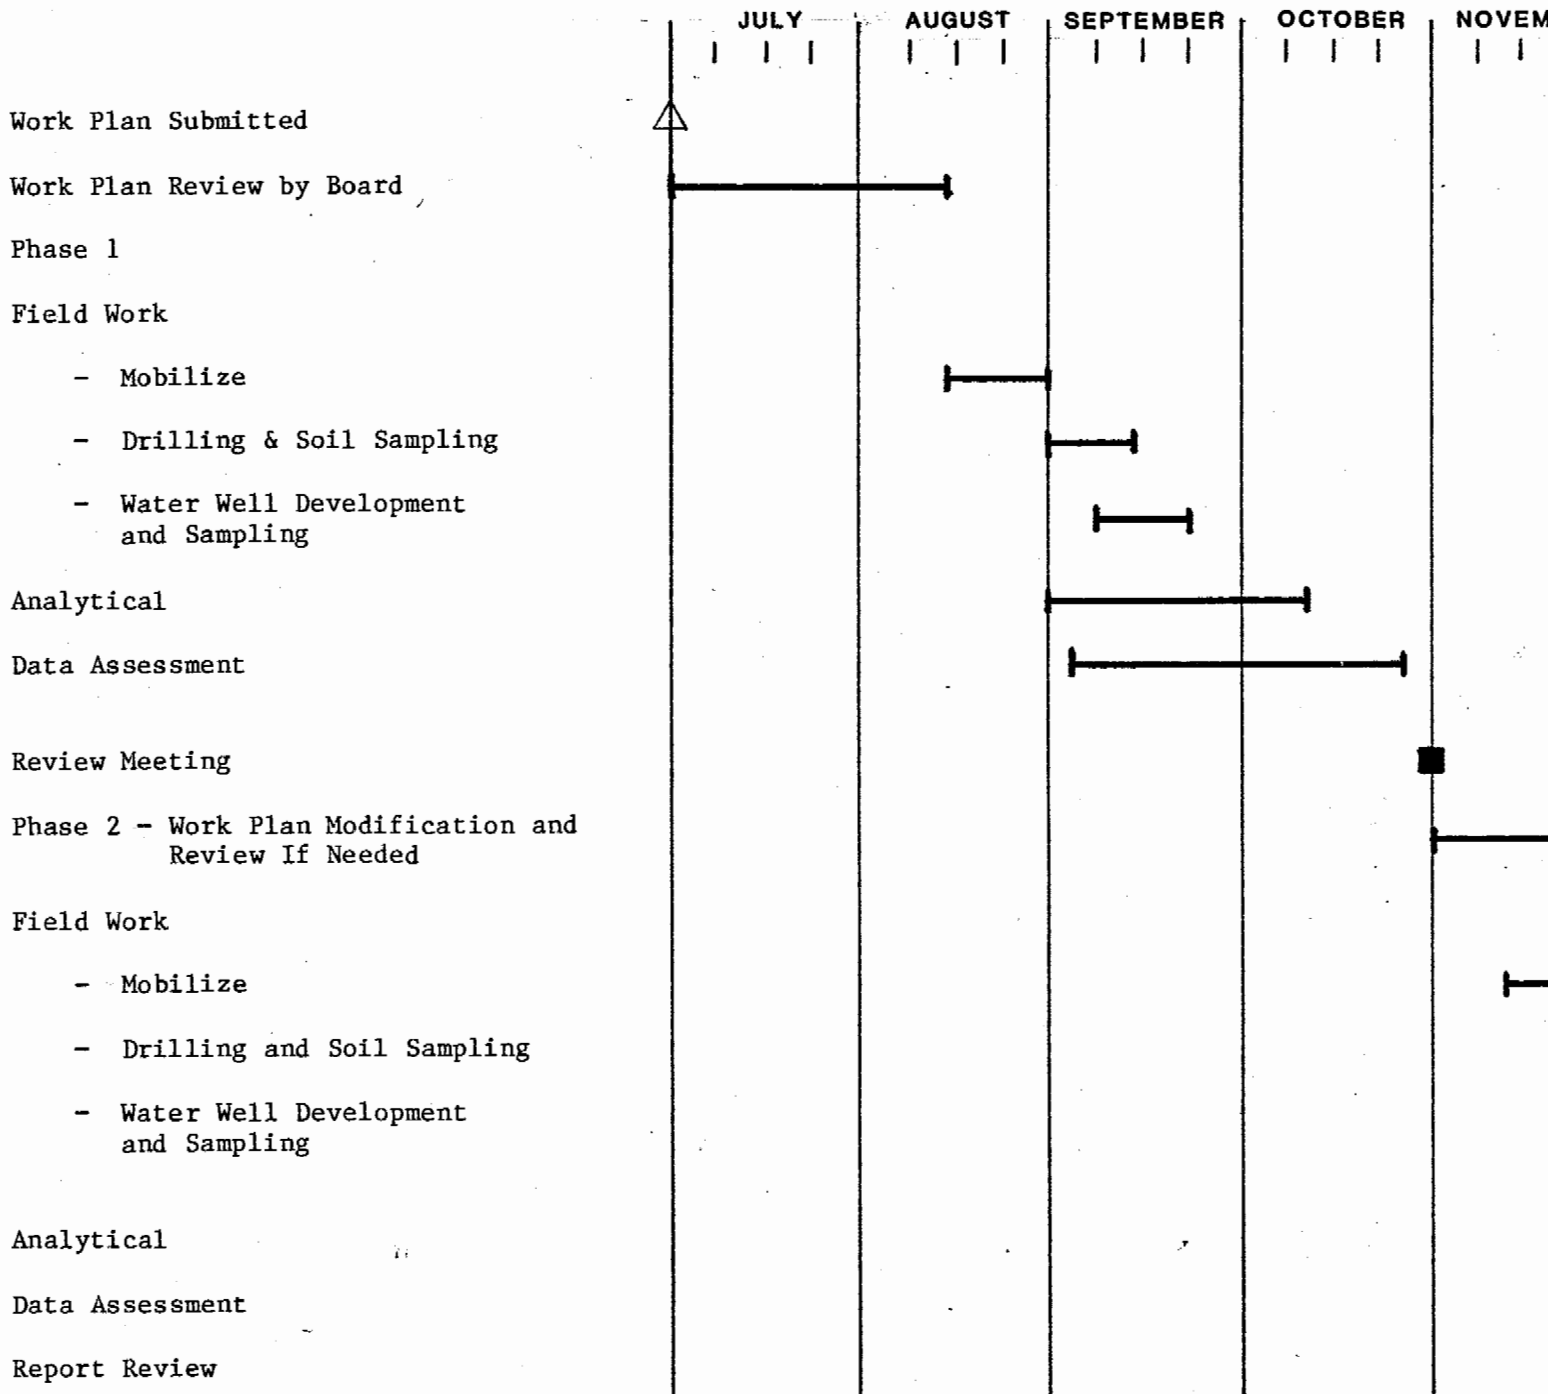 JULY AUGUST SEPTEMBER OCTOBER NOVEM
Work Plan Submitted
Work Plan Review by Board
Phase 1
Field Work
- Mobilize
- Drilling & Soil Sampling
- Water Well Development
and Sampling
Analytical
Data Assessment
Review Meeting
Phase 2 - Work Plan Modification and
Review If Needed
Field Work
- Mobilize
- Drilling and Soil Sampling
- Water Well Development
and Sampling
Analytical
Data Assessment
Report Review